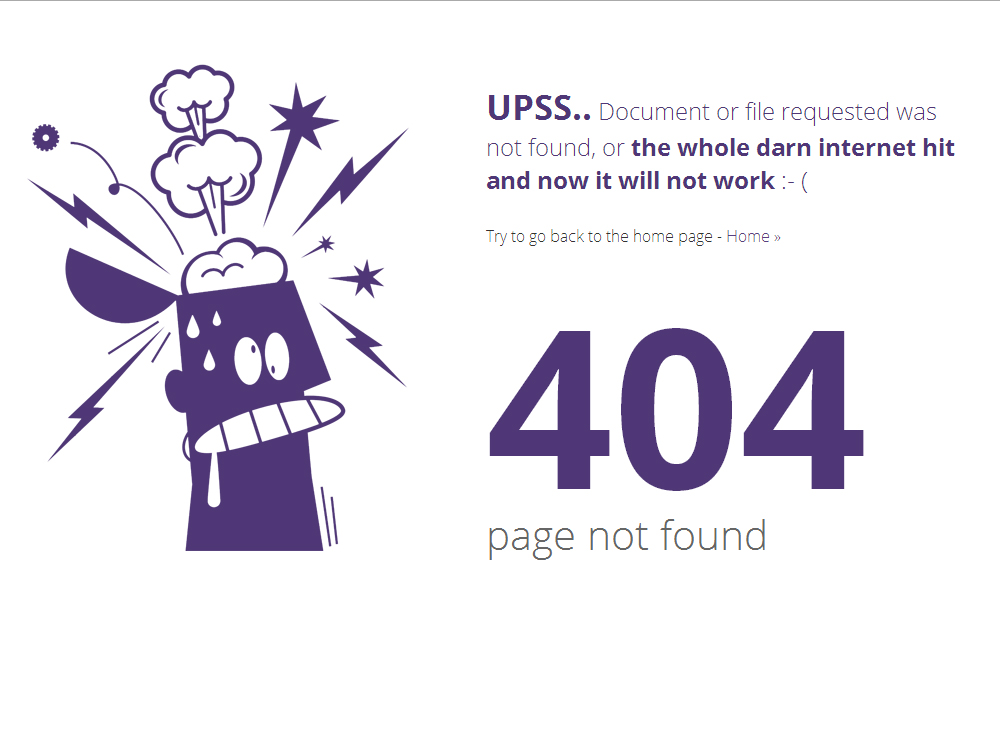 UPSS.. Document or file requested was
not found, or the whole darn internet hit
and now it will not work :- (
Try to go back to the home page - Home »
404
page not found